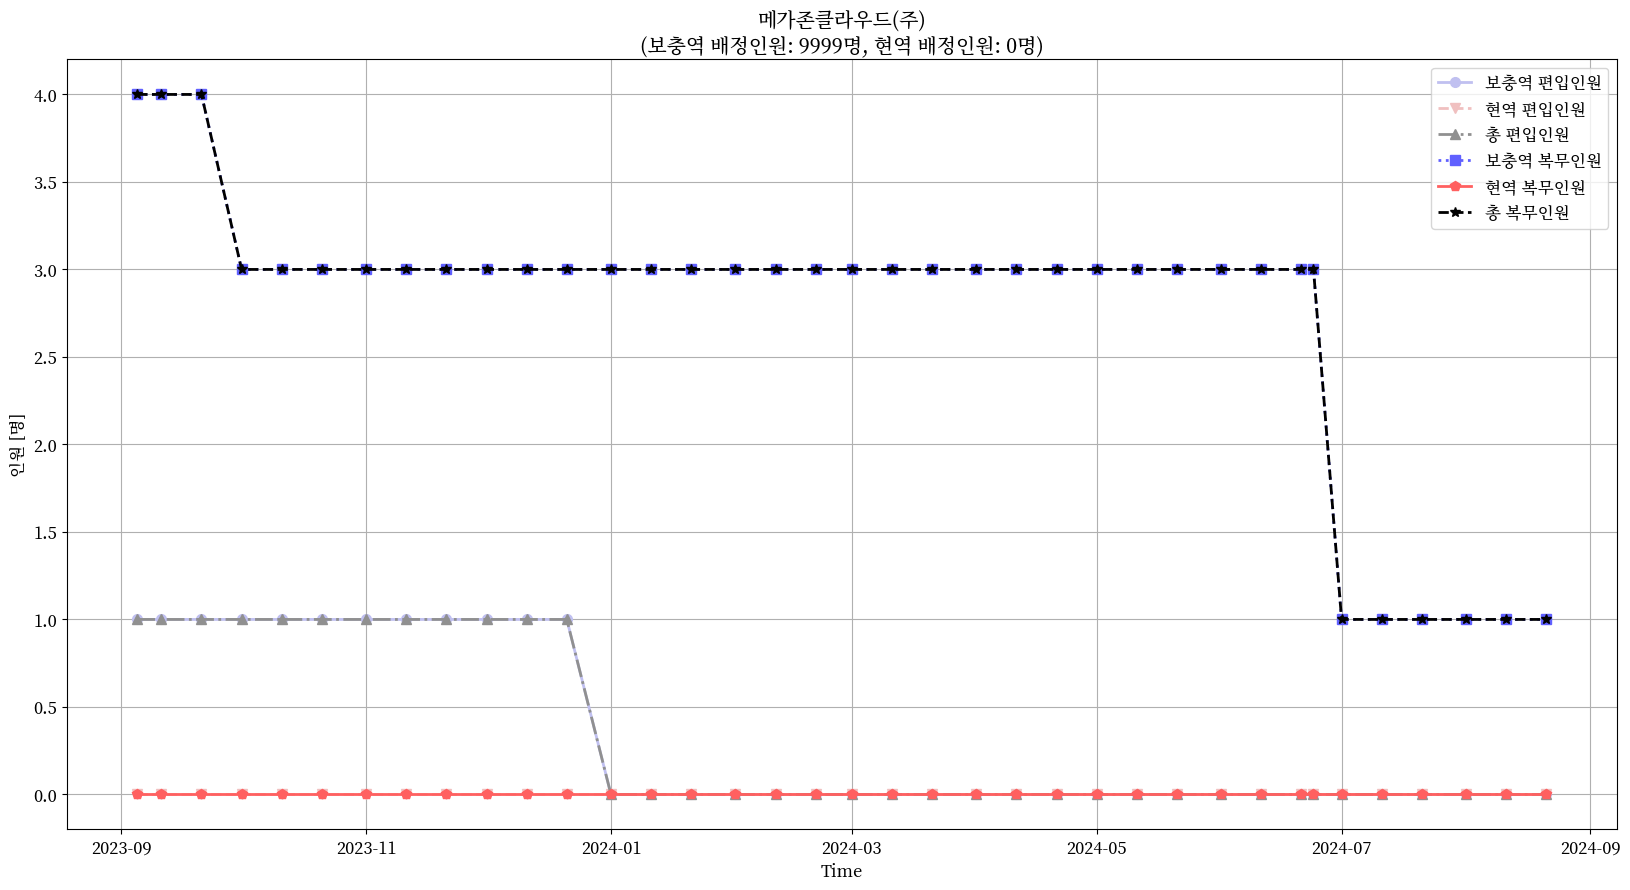 메가존클라우드(주)
(보충역 배정인원: 9999명, 현역 배정인원: 0명)
보충역 편입인원
현역 편입인원
총 편입인원
보충역 복무인원
현역 복무인원
총 복무인원
인원 [명]
4.0
3.5
3.0
2.5
2.0
1.5
1.0
0.5
0.0
2023-09
2023-11
2024-01
2024-03
2024-05
2024-07
2024-09
Time